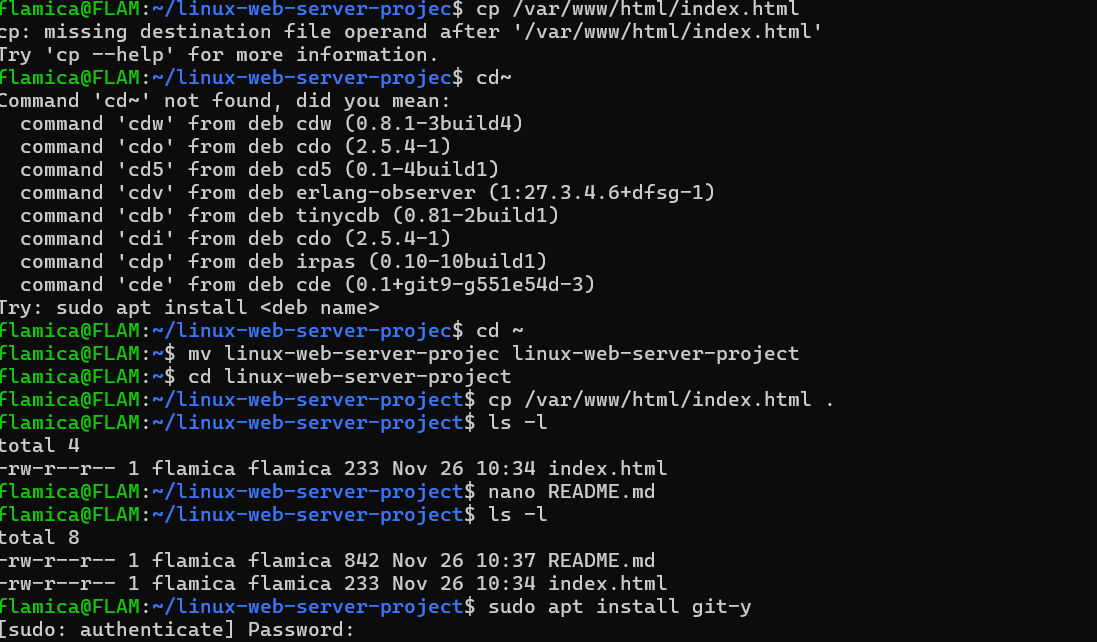 flamica@FLAM:~/linux-web-server-projec$ cp /var/www/html/index.html
cp: missing destination file operand after '/var/www/html/index.html'
Try 'cp --help' for more information.
flamica@FLAM:~/linux-web-server-projec$ cd~
Command 'cd~' not found, did you mean:
  command 'cdw' from deb cdw (0.8.1-3build4)
  command 'cdo' from deb cdo (2.5.4-1)
  command 'cd5' from deb cd5 (0.1-4build1)
  command 'cdv' from deb erlang-observer (1:27.3.4.6+dfsg-1)
  command 'cdb' from deb tinycdb (0.81-2build1)
  command 'cdi' from deb cdo (2.5.4-1)
  command 'cdp' from deb irpas (0.10-10build1)
  command 'cde' from deb cde (0.1+git9-g551e54d-3)
Try: sudo apt install <deb name>
flamica@FLAM:~/linux-web-server-projec$ cd ~
flamica@FLAM:~$ mv linux-web-server-projec linux-web-server-project
flamica@FLAM:~$ cd linux-web-server-project
flamica@FLAM:~/linux-web-server-project$ cp /var/www/html/index.html .
flamica@FLAM:~/linux-web-server-project$ ls -l
total 4
-rw-r--r-- 1 flamica flamica 233 Nov 26 10:34 index.html
flamica@FLAM:~/linux-web-server-project$ nano README.md
flamica@FLAM:~/linux-web-server-project$ ls -l
total 8
-rw-r--r-- 1 flamica flamica 842 Nov 26 10:37 README.md
-rw-r--r-- 1 flamica flamica 233 Nov 26 10:34 index.html
flamica@FLAM:~/linux-web-server-project$ sudo apt install git-y
[sudo: authenticate] Password: